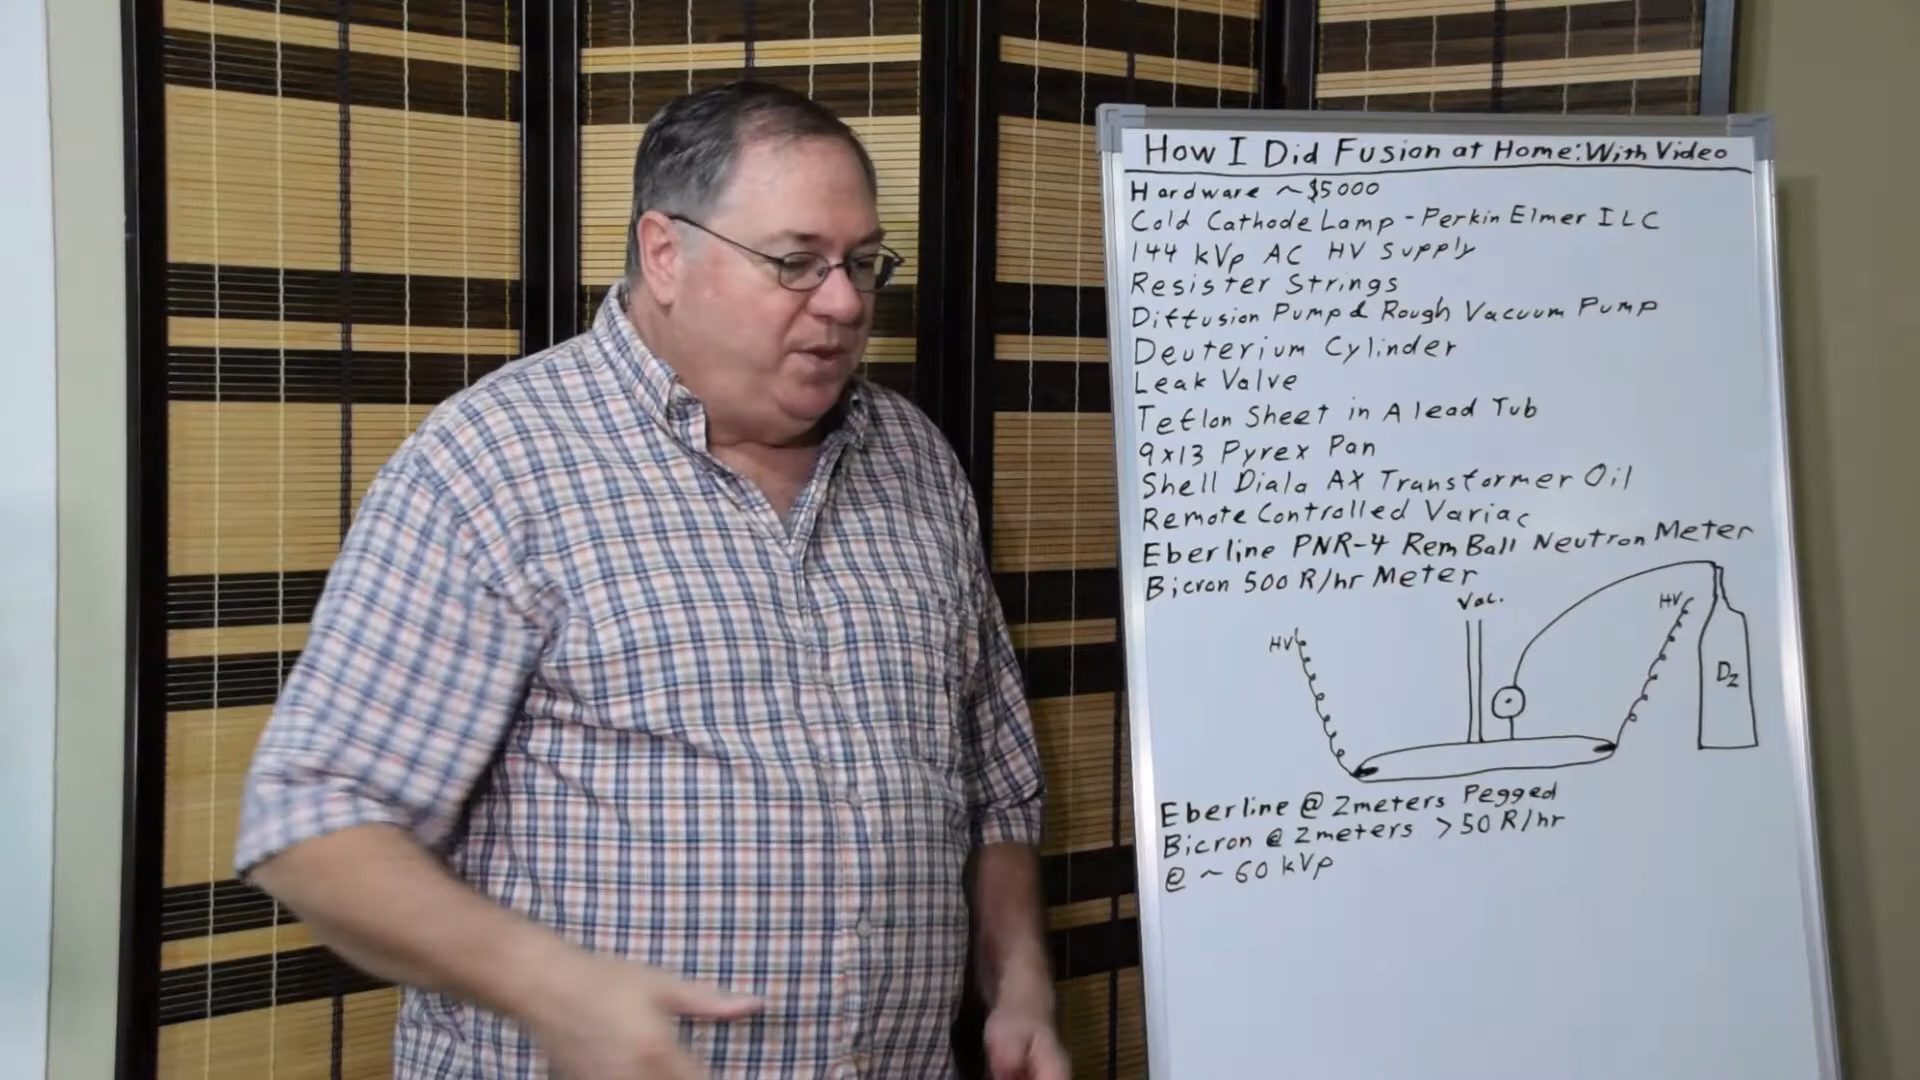 How I Did Fusion at Home: With Video
Hardware ~$5000
Cold Cathode Lamp - Perkin Elmer ILC
144 kVp AC HV Supply
Resister Strings
Diffusion Pump & Rough Vacuum Pump
Deuterium Cylinder
Leak Valve
Teflon Sheet in A lead Tub
9x13 Pyrex Pan
Shell Diala AX Transformer Oil
Remote Controlled Variac
Eberline PNR-4 Rem Ball Neutron Meter
Bicron 500 R/hr Meter
Vac.
HV
HV
D2
Eberline @ 2meters Pegged
Bicron @ 2 meters >50 R/hr
@ ~ 60 kVp